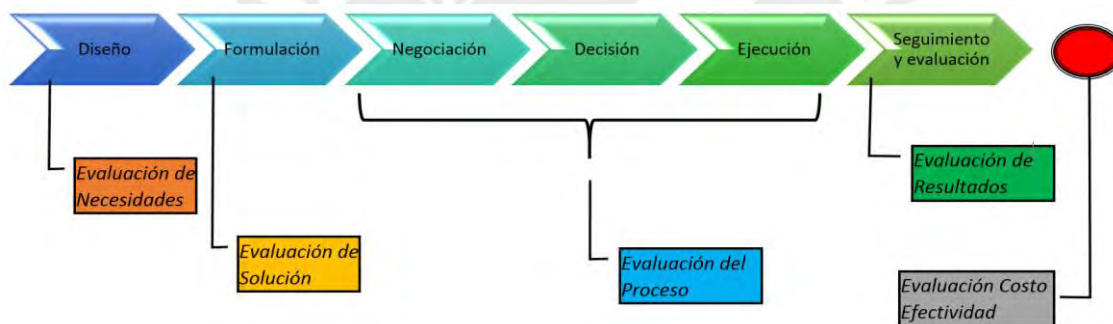 Diseño
Formulación
Negociación
Decisión
Ejecución
Seguimiento
y evaluación
Evaluación de
Necesidades
Evaluación de
Solución
Evaluación del
Proceso
Evaluación de
Resultados
Evaluación Costo
Efectividad